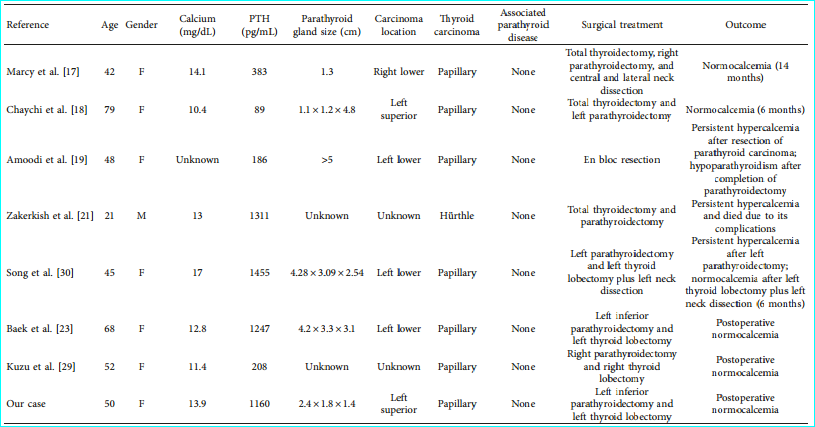 Reference Age Gender Calcium (mg/dL) PTH (pg/mL) Parathyroid gland size (cm) Carcinoma location Thyroid carcinoma Associated parathyroid disease Surgical treatment Outcome
Marcy et al. [17] 42 F 14.1 383 1.3 Right lower Papillary None Total thyroidectomy, right parathyroidectomy, and central and lateral neck dissection Normocalcemia (14 months)
Chaychi et al. [18] 79 F 10.4 89 1.1 × 1.2 × 4.8 Left superior Papillary None Total thyroidectomy and left parathyroidectomy Normocalcemia (6 months)
Amoodi et al. [19] 48 F Unknown 186 >5 Left lower Papillary None En bloc resection Persistent hypercalcemia after resection of parathyroid carcinoma; hypoparathyroidism after completion of parathyroidectomy
Zakerkish et al. [21] 21 M 13 1311 Unknown Unknown Hürthle None Total thyroidectomy and parathyroidectomy Persistent hypercalcemia and died due to its complications
Song et al. [30] 45 F 17 1455 4.28 × 3.09 × 2.54 Left lower Papillary None Left parathyroidectomy and left thyroid lobectomy plus left neck dissection Persistent hypercalcemia after left parathyroidectomy; normocalcemia after left thyroid lobectomy plus left neck dissection (6 months)
Baek et al. [23] 68 F 12.8 1247 4.2 × 3.3 × 3.1 Left lower Papillary None Left inferior parathyroidectomy and left thyroid lobectomy Postoperative normocalcemia
Kuzu et al. [29] 52 F 11.4 208 Unknown Unknown Papillary None Right parathyroidectomy and right thyroid lobectomy Postoperative normocalcemia
Our case 50 F 13.9 1160 2.4 × 1.8 × 1.4 Left superior Papillary None Left inferior parathyroidectomy and left thyroid lobectomy Postoperative normocalcemia